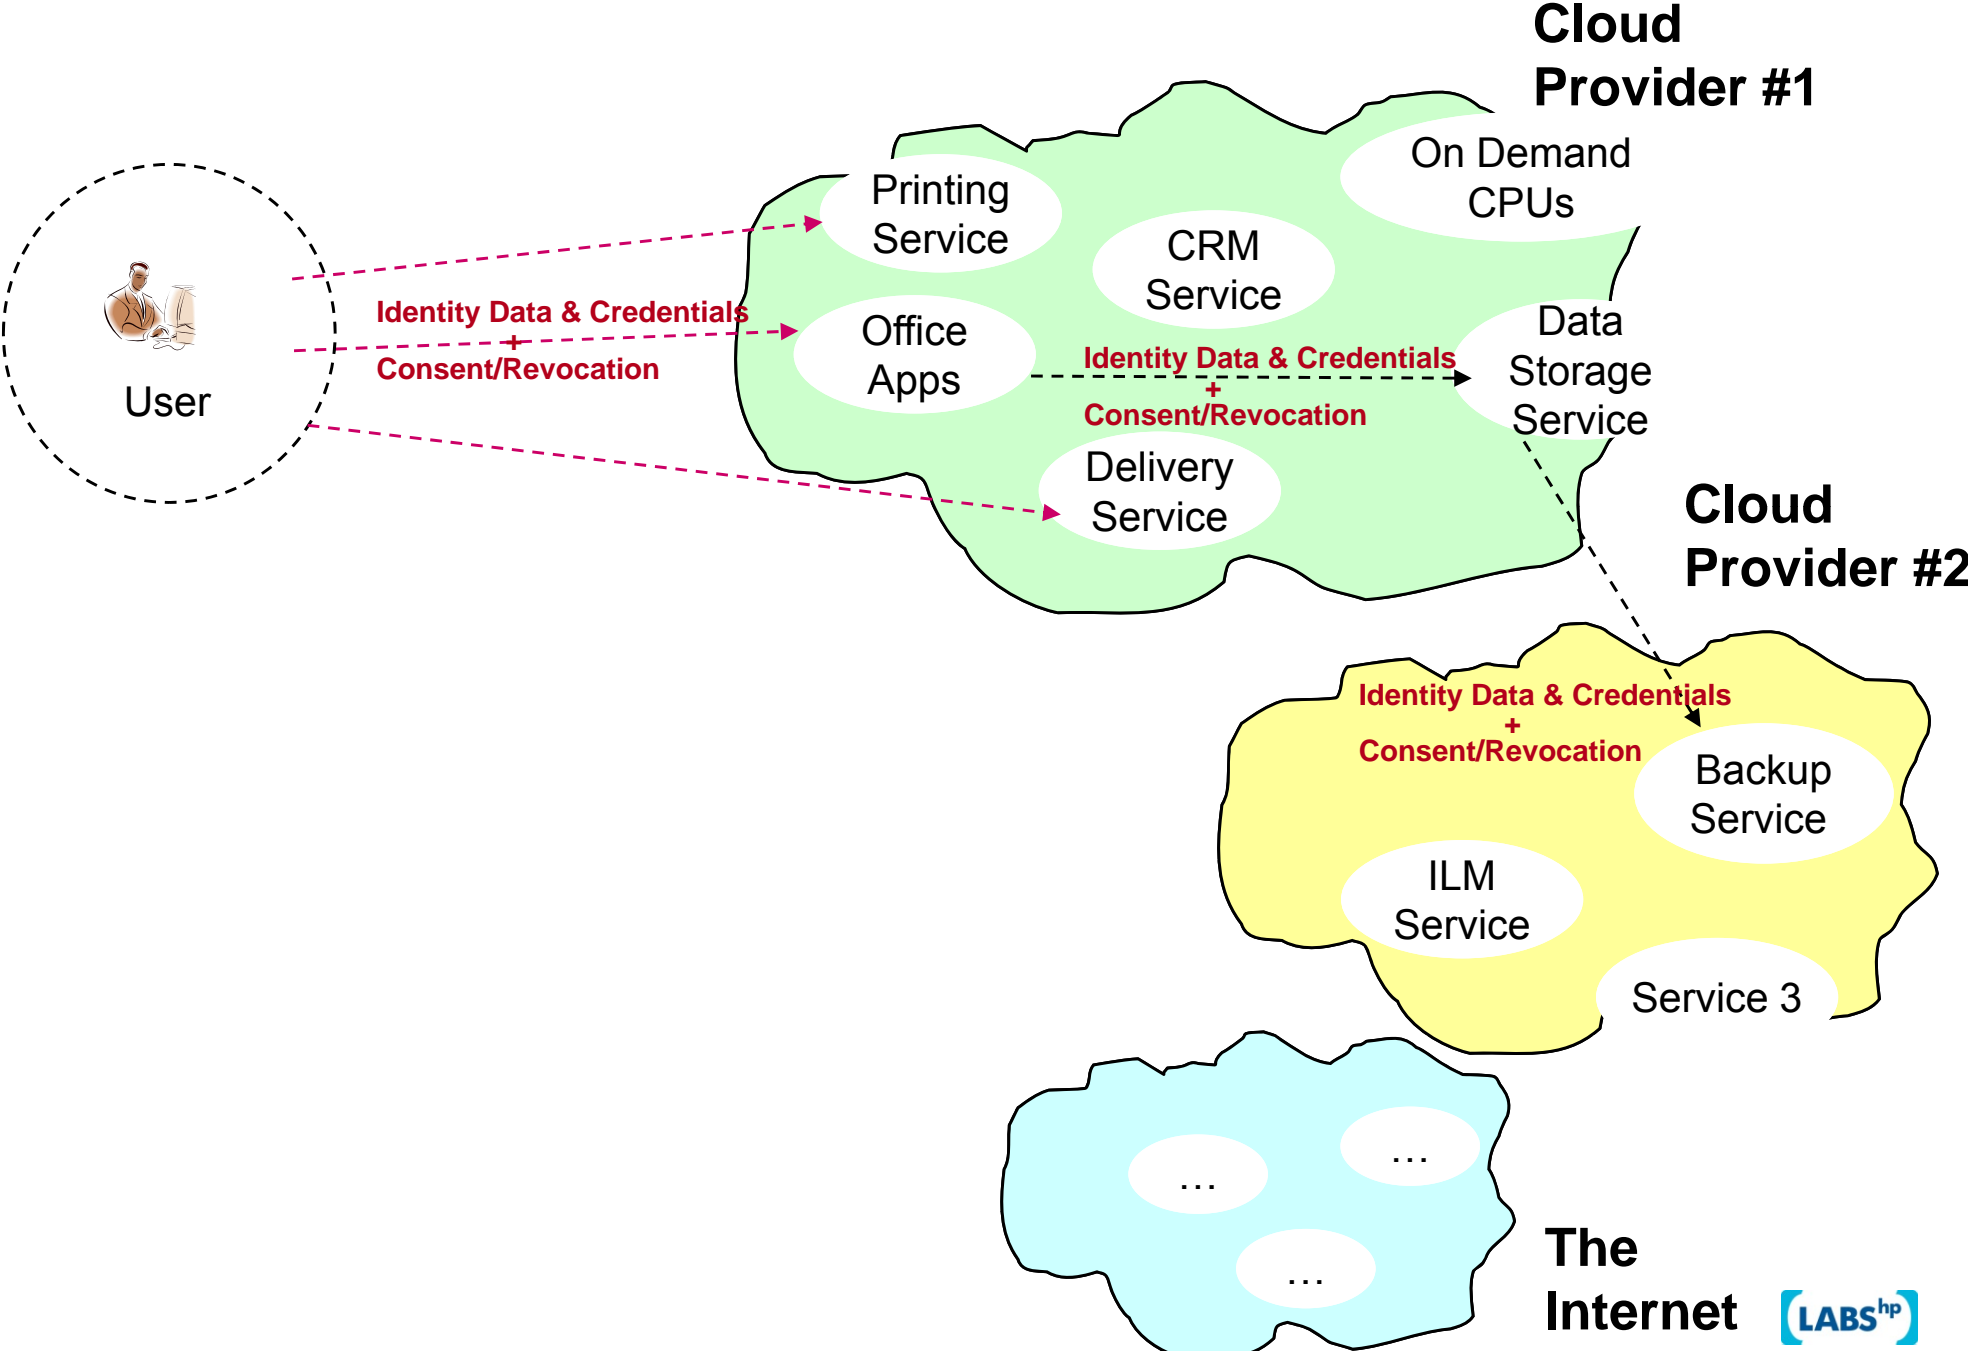 Cloud
Provider #1
On Demand
CPUs
Printing
Service
CRM
Service
Identity Data & Credentials
+
Consent/Revocation
Office
Apps
Data
Storage
Service
Identity Data & Credentials
+
Consent/Revocation
User
Delivery
Service
Cloud
Provider #2
Identity Data & Credentials
+
Consent/Revocation
Backup
Service
ILM
Service
Service 3
...
...
...
The
Internet
LABShp